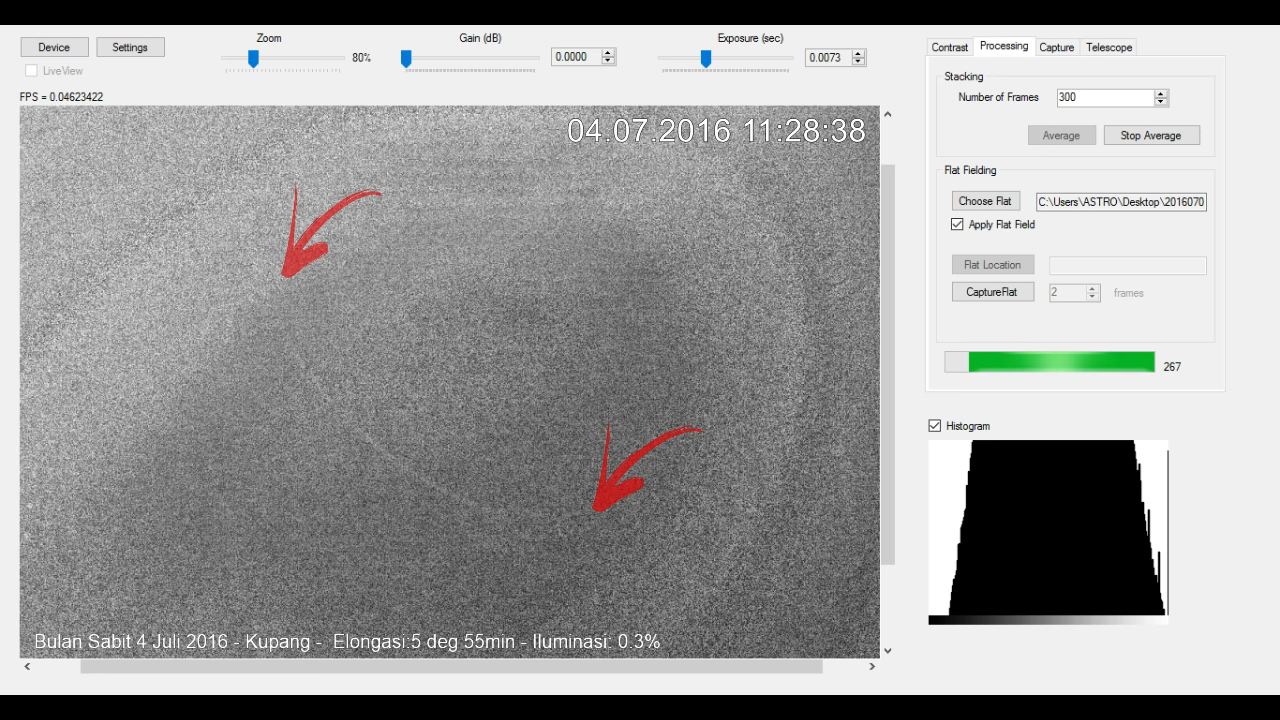 Device
Settings
LiveView
Zoom
80%
Gain (dB)
0.0000
Exposure (sec)
0.0073
FPS = 0.04623422
04.07.2016 11:28:38
Bulan Sabit 4 Juli 2016 - Kupang - Elongasi:5 deg 55min - Iluminasi: 0.3%
Contrast Processing Capture Telescope
Stacking
Number of Frames 300
Average Stop Average
Flat Fielding
Choose Flat C:\Users\ASTRO\Desktop\2016070
Apply Flat Field
Flat Location
CaptureFlat 2 frames
267
Histogram